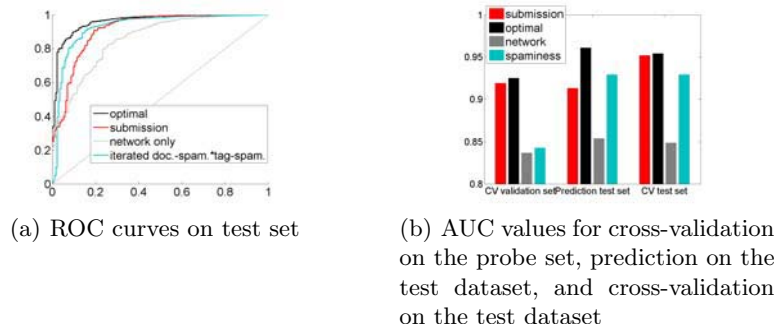 1
0.8
0.6
0.4
0.2
0
0
0.2
0.4
0.6
0.8
1
optimal
submission
network only
iterated doc.-spam.*tag-spam.
(a) ROC curves on test set
0.95
0.9
0.85
0.8
submission
optimal
network
spaminess
CV validation set
Prediction test set
CV test set
(b) AUC values for cross-validation
on the probe set, prediction on the
test dataset, and cross-validation
on the test dataset